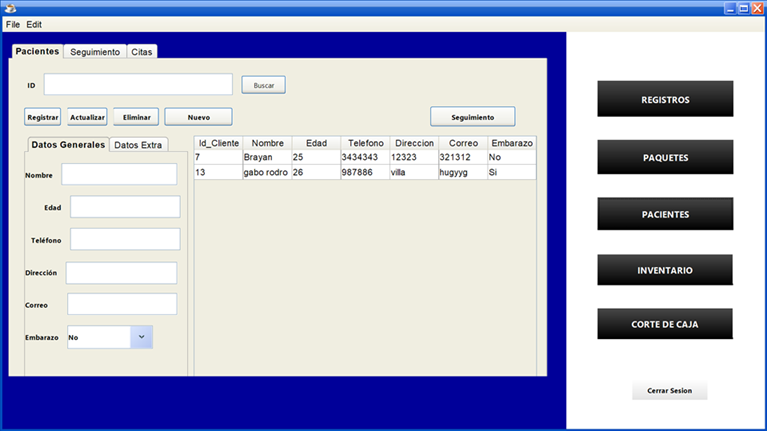 File Edit
Pacientes Seguimiento Citas
ID Buscar
Registrar Actualizar Eliminar Nuevo Seguimiento
Datos Generales Datos Extra
Nombre
Edad
Teléfono
Dirección
Correo
Embarazo No
Id_Cliente Nombre Edad Telefono Direccion Correo Embarazo
7 Brayan 25 3434343 12323 321312 No
13 gabo rodro 26 987886 villa hugyyg Si
REGISTROS
PAQUETES
PACIENTES
INVENTARIO
CORTE DE CAJA
Cerrar Sesion